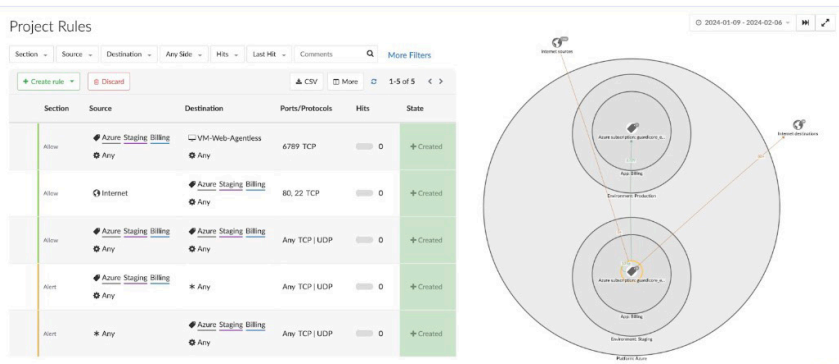 Project Rules
2024-01-09 - 2024-02-06
Section Source Destination Any Side Hits Last Hit Comments More Filters
+ Create rule Discard CSV More 1-5 of 5
Section Source Destination Ports/Protocols Hits State
Allow Azure Staging Billing VM-Web-Agentless 6789 TCP 0 + Created
Any Any
Allow Internet Azure Staging Billing 80, 22 TCP 0 + Created
Any
Allow Azure Staging Billing Azure Staging Billing Any TCP | UDP 0 + Created
Any Any
Alert Azure Staging Billing Any Any TCP | UDP 0 + Created
Any
Alert Any Azure Staging Billing Any TCP | UDP 0 + Created
Any
Internet sources
Internet destinations
App: Billing
Environment: Production
App: Billing
Environment: Staging
Platform: Azure